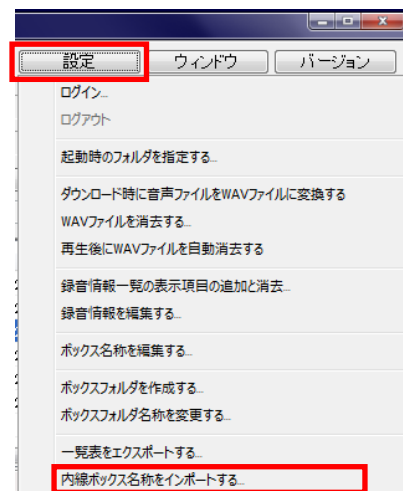 設定 ウィンドウ バージョン
ログイン...
ログアウト
起動時のフォルダを指定する...
ダウンロード時に音声ファイルをWAVファイルに変換する
WAVファイルを消去する...
再生後にWAVファイルを自動消去する
録音情報一覧の表示項目の追加と消去...
録音情報を編集する...
ボックス名称を編集する...
ボックスフォルダを作成する...
ボックスフォルダ名称を変更する...
一覧表をエクスポートする...
内線ボックス名称をインポートする...